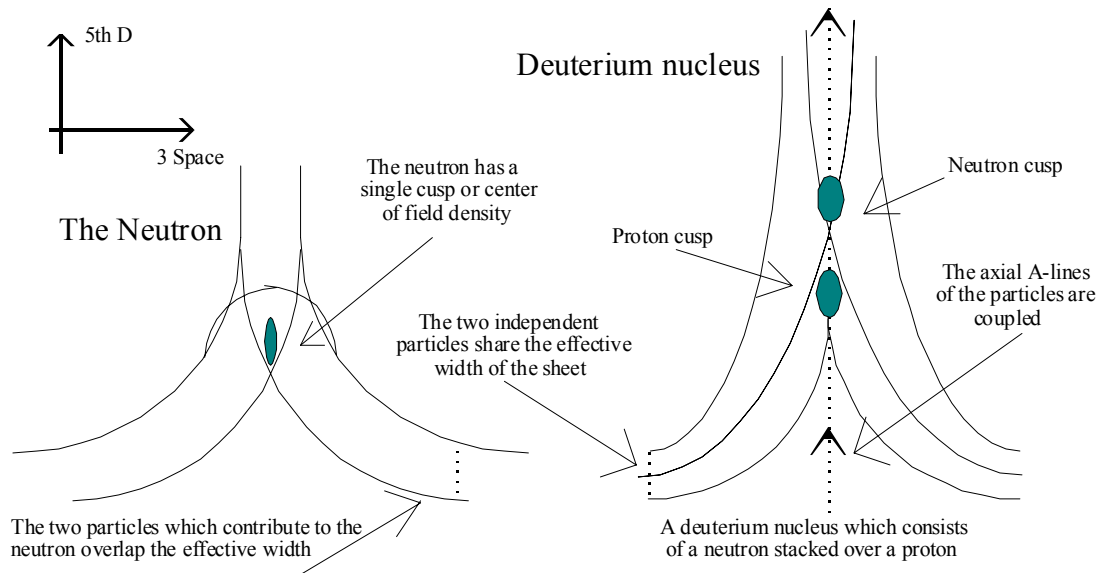 5th D
3 Space
The Neutron
The neutron has a
single cusp or center
of field density
The two particles which contribute to the
neutron overlap the effective width
Deuterium nucleus
Neutron cusp
Proton cusp
The axial A-lines
of the particles are
coupled
The two independent
particles share the effective
width of the sheet
A deuterium nucleus which consists
of a neutron stacked over a proton